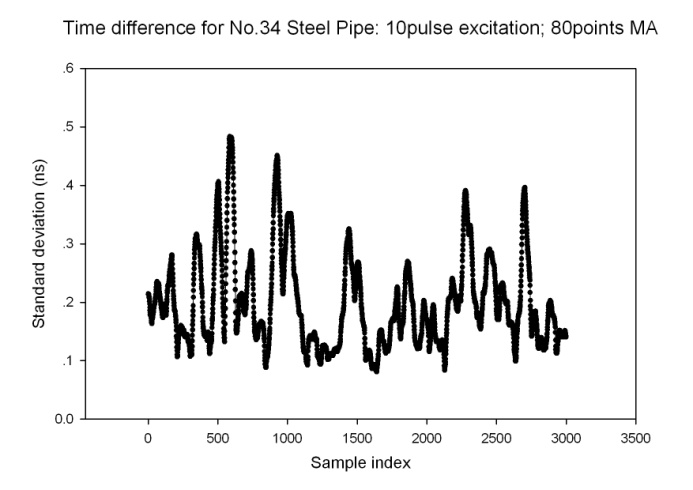 Time difference for No.34 Steel Pipe: 10pulse excitation; 80points MA
.6
.5
.4
.3
.2
.1
0.0
Standard deviation (ns)
0 500 1000 1500 2000 2500 3000 3500
Sample index